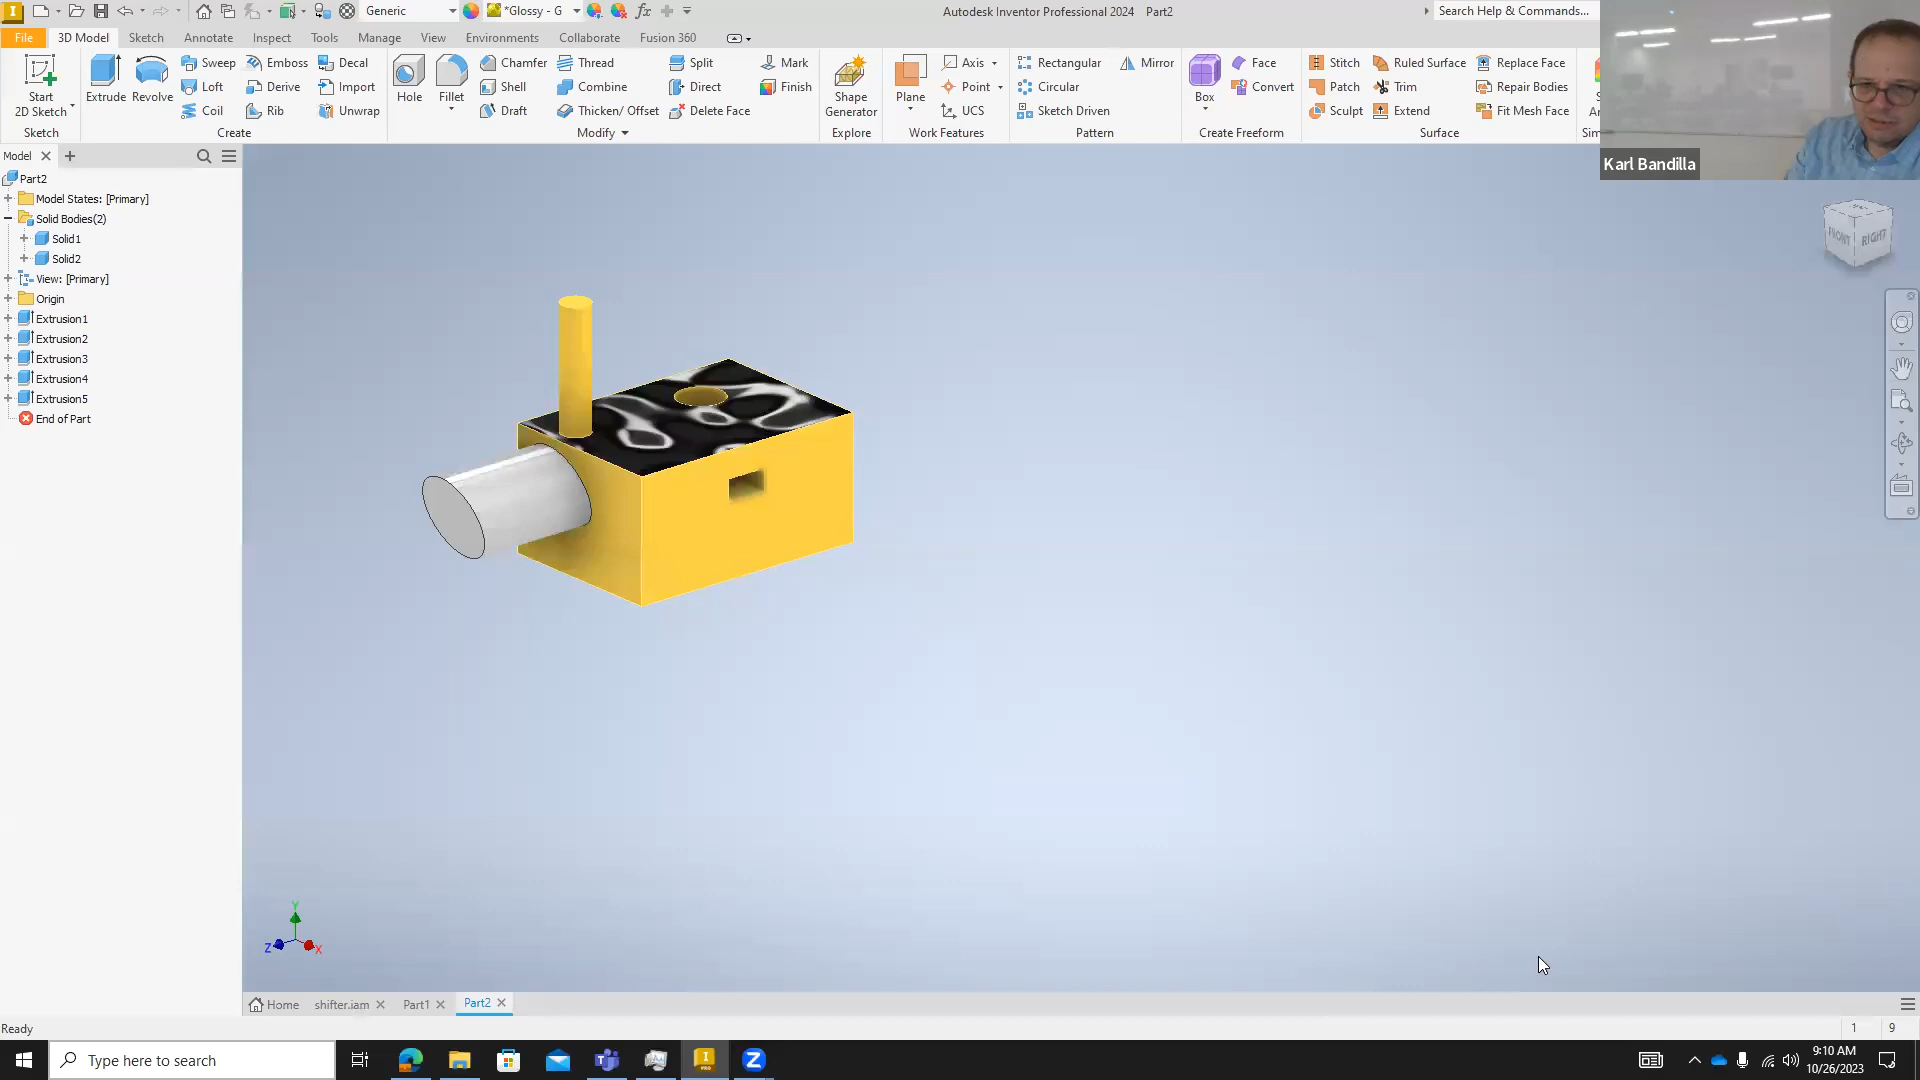 Generic
*Glossy - G
Autodesk Inventor Professional 2024 Part2
Search Help & Commands...
File
3D Model
Sketch
Annotate
Inspect
Tools
Manage
View
Environments
Collaborate
Fusion 360
Start
2D Sketch
Extrude
Revolve
Sweep
Loft
Coil
Emboss
Derive
Rib
Decal
Import
Unwrap
Hole
Fillet
Chamfer
Shell
Draft
Thread
Combine
Thicken/ Offset
Split
Direct
Delete Face
Mark
Finish
Shape
Generator
Plane
Axis
Point
UCS
Rectangular
Circular
Sketch Driven
Mirror
Box
Face
Convert
Stitch
Patch
Sculpt
Ruled Surface
Trim
Extend
Replace Face
Repair Bodies
Fit Mesh Face
Sketch
Create
Modify
Explore
Work Features
Pattern
Create Freeform
Surface
Karl Bandilla
Model
Part2
Model States: [Primary]
Solid Bodies(2)
Solid1
Solid2
View: [Primary]
Origin
Extrusion1
Extrusion2
Extrusion3
Extrusion4
Extrusion5
End of Part
FRONT
RIGHT
Y
Z
X
Home
shifter.iam
Part1
Part2
Ready
1
9
Type here to search
9:10 AM
10/26/2023